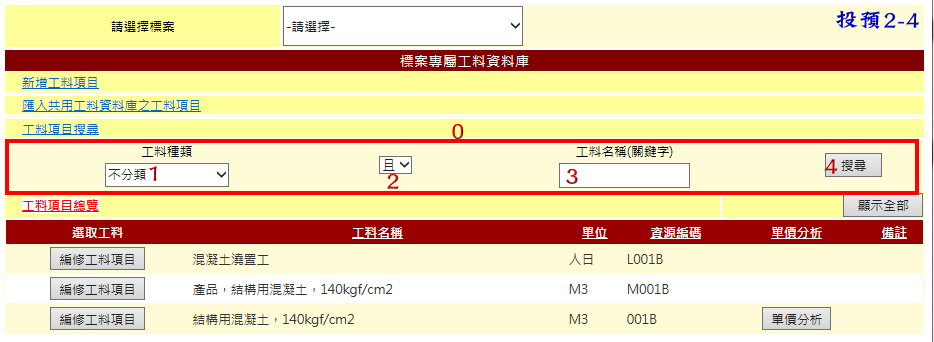 請選擇標案 -請選擇- 投預2-4
標案專屬工料資料庫
新增工料項目
匯入共用工料資料庫之工料項目
工料項目搜尋 0
工料種類 工料名稱(關鍵字)
不分類 1 且 2 3 4 搜尋
工料項目總覽 顯示全部
選取工料 工料名稱 單位 資源編碼 單價分析 備註
編修工料項目 混凝土澆置工 人日 L001B
編修工料項目 產品，結構用混凝土，140kgf/cm2 M3 M001B
編修工料項目 結構用混凝土，140kgf/cm2 M3 001B 單價分析